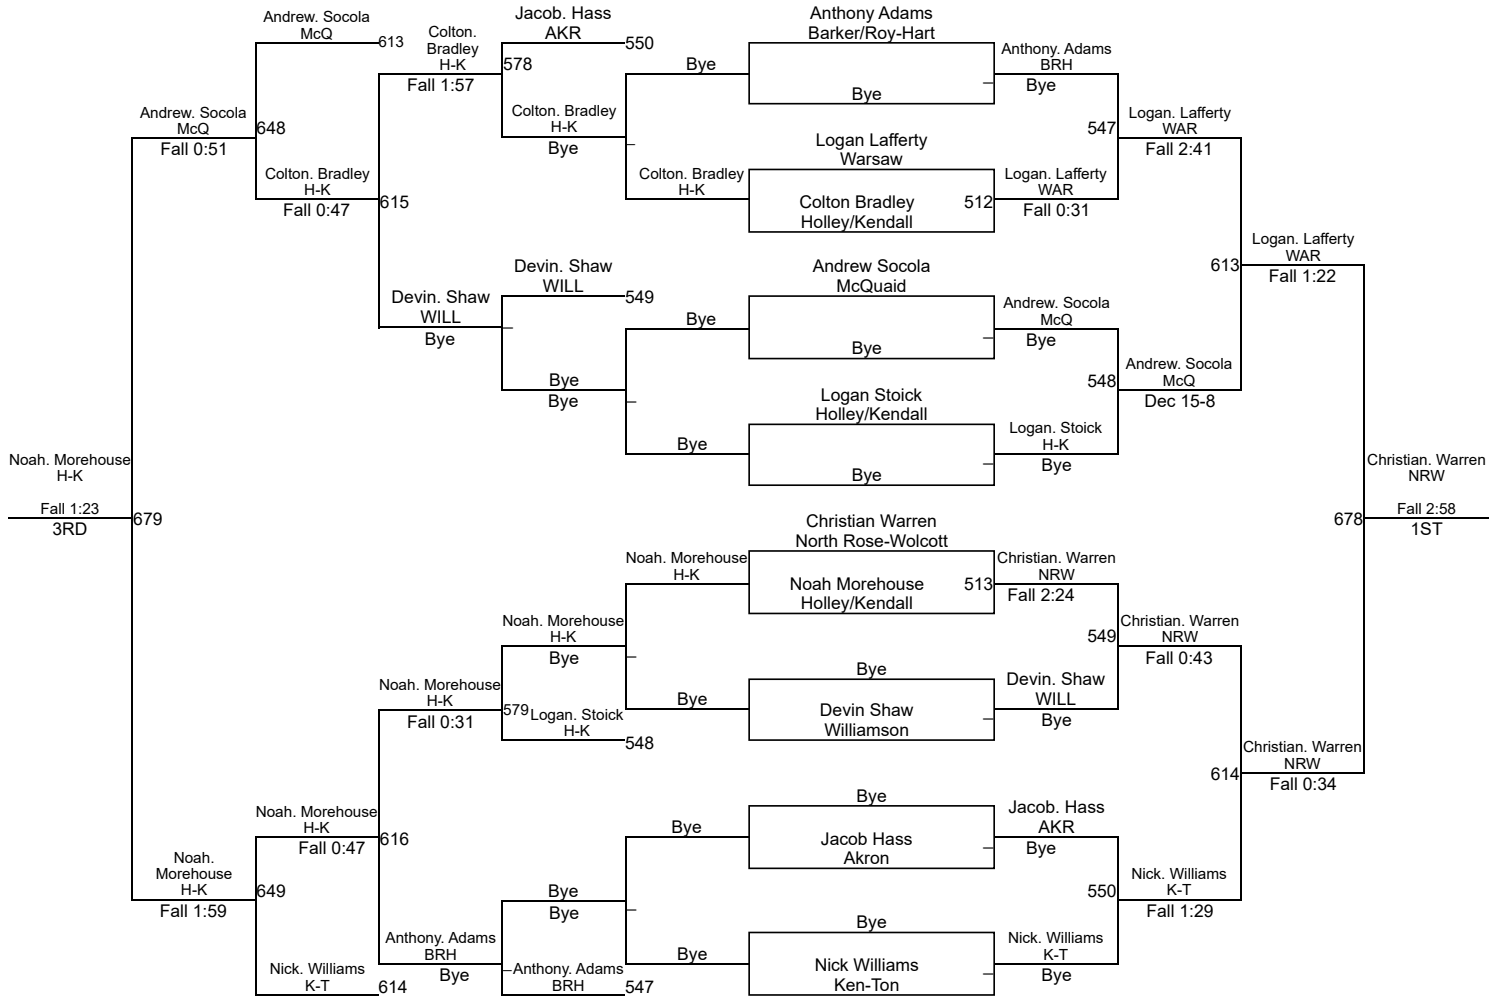 Andrew. Socola
McQ
613
Colton.
Bradley
H-K
Fall 1:57
Jacob. Hass
AKR
550
578
Bye
Anthony Adams
Barker/Roy-Hart
Bye
Anthony. Adams
BRH
Bye
Andrew. Socola
McQ
Fall 0:51
648
Colton. Bradley
H-K
Bye
547
Logan. Lafferty
WAR
Fall 2:41
Logan Lafferty
Warsaw
Colton. Bradley
H-K
Fall 0:47
615
Colton. Bradley
H-K
Colton Bradley
Holley/Kendall
512
Logan. Lafferty
WAR
Fall 0:31
Logan. Lafferty
WAR
Fall 1:22
613
Devin. Shaw
WILL
Bye
Devin. Shaw
WILL
549
Bye
Andrew Socola
McQuaid
Bye
Andrew. Socola
McQ
Bye
Bye
Bye
548
Andrew. Socola
McQ
Dec 15-8
Logan Stoick
Holley/Kendall
Bye
Bye
Logan. Stoick
H-K
Bye
Noah. Morehouse
H-K
Fall 1:23
3RD
679
Christian. Warren
NRW
Fall 2:58
1ST
678
Christian Warren
North Rose-Wolcott
Noah. Morehouse
H-K
Noah Morehouse
Holley/Kendall
513
Christian. Warren
NRW
Fall 2:24
Noah. Morehouse
H-K
Bye
549
Christian. Warren
NRW
Fall 0:43
Noah. Morehouse
H-K
Fall 0:31
579
Logan. Stoick
H-K
548
Bye
Bye
Devin Shaw
Williamson
Devin. Shaw
WILL
Bye
614
Christian. Warren
NRW
Fall 0:34
Noah. Morehouse
H-K
Fall 0:47
616
Bye
Bye
Jacob Hass
Akron
Jacob. Hass
AKR
Bye
Noah.
Morehouse
H-K
Fall 1:59
649
Bye
Bye
550
Nick. Williams
K-T
Fall 1:29
Anthony. Adams
BRH
Bye
Bye
Bye
Nick Williams
Ken-Ton
Nick. Williams
K-T
Bye
Nick. Williams
K-T
614
Anthony. Adams
BRH
547